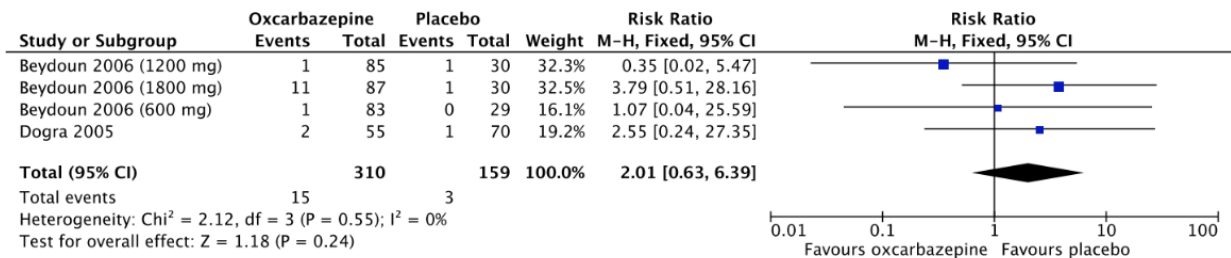 Oxcarbazepine Placebo Risk Ratio Risk Ratio
Study or Subgroup Events Total Events Total Weight M-H, Fixed, 95% CI M-H, Fixed, 95% CI
Beydoun 2006 (1200 mg) 1 85 1 30 32.3% 0.35 [0.02, 5.47]
Beydoun 2006 (1800 mg) 11 87 1 30 32.5% 3.79 [0.51, 28.16]
Beydoun 2006 (600 mg) 1 83 0 29 16.1% 1.07 [0.04, 25.59]
Dogra 2005 2 55 1 70 19.2% 2.55 [0.24, 27.35]
Total (95% CI) 310 159 100.0% 2.01 [0.63, 6.39]
Total events 15 3
Heterogeneity: Chi² = 2.12, df = 3 (P = 0.55); I² = 0%
Test for overall effect: Z = 1.18 (P = 0.24)
0.01 0.1 1 10 100
Favours oxcarbazepine Favours placebo